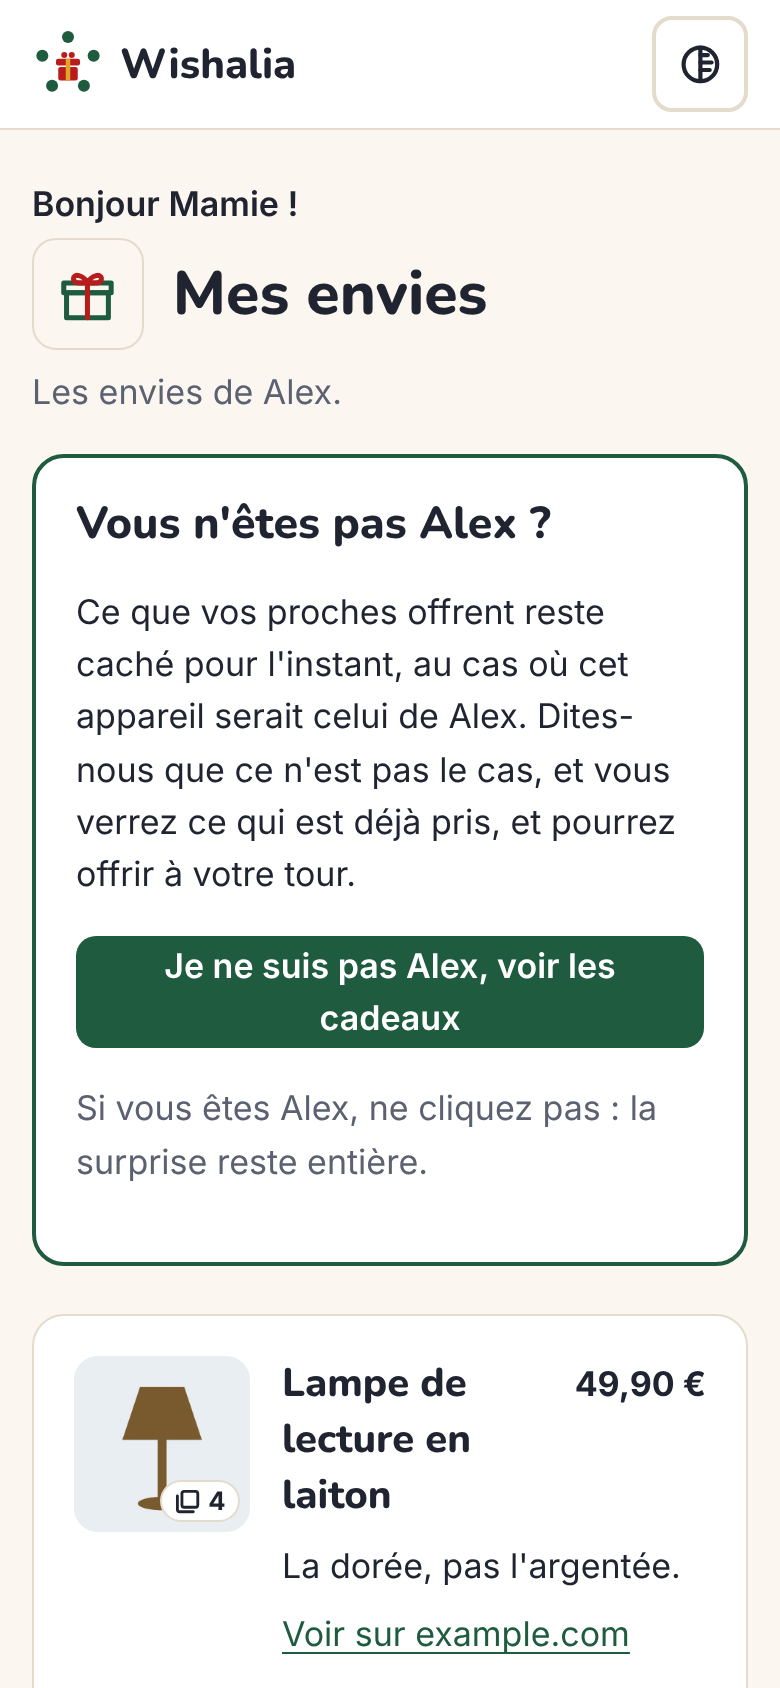 Wishalia
Bonjour Mamie !
Mes envies
Les envies de Alex.
Vous n'êtes pas Alex ?
Ce que vos proches offrent reste
caché pour l'instant, au cas où cet
appareil serait celui de Alex. Dites-
nous que ce n'est pas le cas, et vous
verrez ce qui est déjà pris, et pourrez
offrir à votre tour.
Je ne suis pas Alex, voir les
cadeaux
Si vous êtes Alex, ne cliquez pas : la
surprise reste entière.
Lampe de
lecture en
laiton
49,90 €
4
La dorée, pas l'argentée.
Voir sur example.com